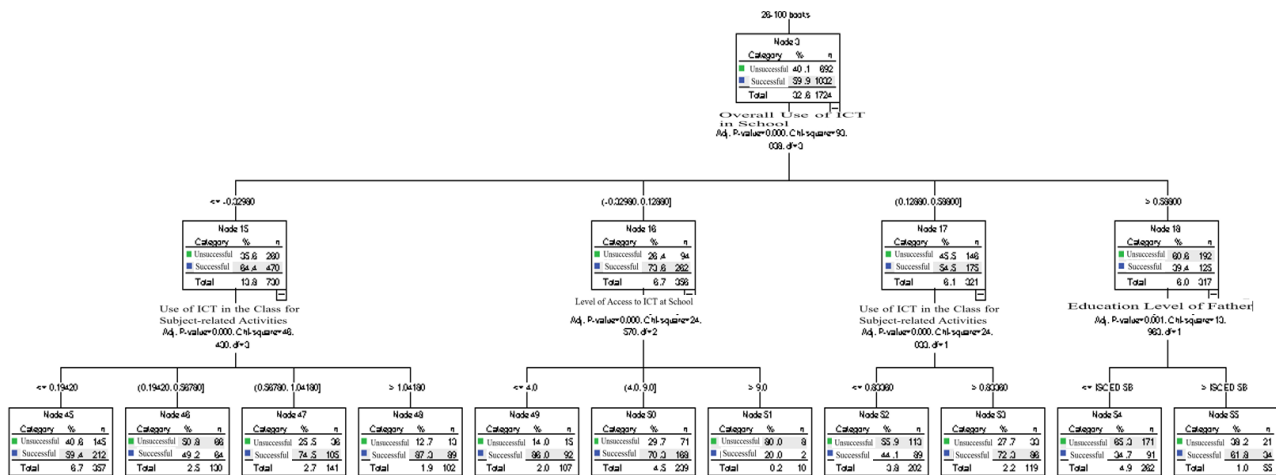 26-100 books
Node 3
Category % n
Unsuccessful 40.1 692
Successful 59.9 1032
Total 32.6 1724
Overall Use of ICT
in School
Adj. P-value=0.000. Chi-square=93.
038. df=3
<= -0.32980
(-0.32980, 0.12880]
(0.12880, 0.58800]
> 0.58800
Node 15
Category % n
Unsuccessful 35.6 260
Successful 64.4 470
Total 13.8 730
Use of ICT in the Class for
Subject-related Activities
Adj. P-value=0.000. Chi-square=46.
430. df=3
Node 16
Category % n
Unsuccessful 26.4 94
Successful 73.6 262
Total 6.7 356
Level of Access to ICT at School
Adj. P-value=0.000. Chi-square=24.
570. df=2
Node 17
Category % n
Unsuccessful 45.5 146
Successful 54.5 175
Total 6.1 321
Use of ICT in the Class for
Subject-related Activities
Adj. P-value=0.000. Chi-square=24.
033. df=1
Node 18
Category % n
Unsuccessful 60.6 192
Successful 39.4 125
Total 6.0 317
Education Level of Father
Adj. P-value=0.001. Chi-square=13.
963. df=1
<= 0.19420
(0.19420, 0.56780]
(0.56780, 1.04180]
> 1.04180
<= 4.0
(4.0, 9.0]
> 9.0
<= 0.83360
> 0.83360
<= ISCED 5B
> ISCED 5B
Node 45
Category % n
Unsuccessful 40.6 145
Successful 59.4 212
Total 6.7 357
Node 46
Category % n
Unsuccessful 50.8 66
Successful 49.2 64
Total 2.5 130
Node 47
Category % n
Unsuccessful 25.5 36
Successful 74.5 105
Total 2.7 141
Node 48
Category % n
Unsuccessful 12.7 13
Successful 87.3 89
Total 1.9 102
Node 49
Category % n
Unsuccessful 14.0 15
Successful 86.0 92
Total 2.0 107
Node 50
Category % n
Unsuccessful 29.7 71
Successful 70.3 168
Total 4.5 239
Node 51
Category % n
Unsuccessful 80.0 8
Successful 20.0 2
Total 0.2 10
Node 52
Category % n
Unsuccessful 55.9 113
Successful 44.1 89
Total 3.8 202
Node 53
Category % n
Unsuccessful 27.7 33
Successful 72.3 86
Total 2.2 119
Node 54
Category % n
Unsuccessful 65.3 171
Successful 34.7 91
Total 4.9 262
Node 55
Category % n
Unsuccessful 38.2 21
Successful 61.8 34
Total 1.0 55